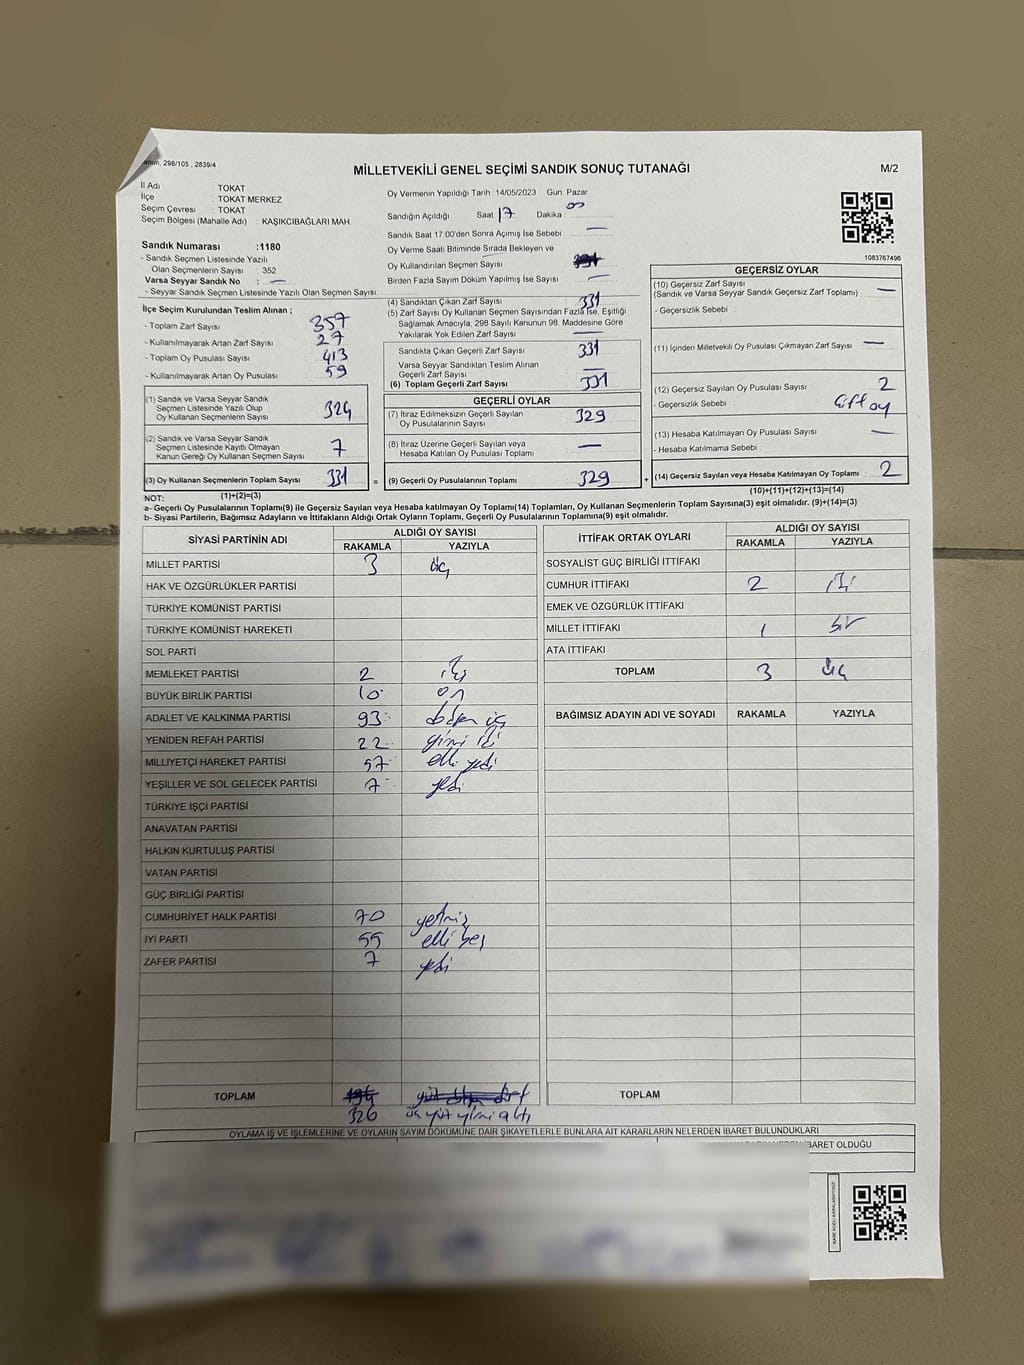 Kanun: 298/105 , 2839/4
MİLLETVEKİLİ GENEL SEÇİMİ SANDIK SONUÇ TUTANAĞI
M/2
İl Adı : TOKAT
İlçe : TOKAT MERKEZ
Seçim Çevresi : TOKAT
Seçim Bölgesi (Mahalle Adı) : KAŞIKCIBAĞLARI MAH.
Sandık Numarası :1180
- Sandık Seçmen Listesinde Yazılı
Olan Seçmenlerin Sayısı : 352
Varsa Seyyar Sandık No : —
- Seyyar Sandık Seçmen Listesinde Yazılı Olan Seçmen Sayısı
İlçe Seçim Kurulundan Teslim Alınan ;
- Toplam Zarf Sayısı 357
- Kullanılmayarak Artan Zarf Sayısı 27
- Toplam Oy Pusulası Sayısı 413
- Kullanılmayarak Artan Oy Pusulası 59
(1) Sandık ve Varsa Seyyar Sandık
Seçmen Listesinde Yazılı Olup
Oy Kullanan Seçmenlerin Sayısı 324
(2) Sandık ve Varsa Seyyar Sandık
Seçmen Listesinde Kayıtlı Olmayan
Kanun Gereği Oy Kullanan Seçmen Sayısı 7
(3) Oy Kullanan Seçmenlerin Toplam Sayısı 331
(1)+(2)=(3)
Oy Vermenin Yapıldığı Tarih :14/05/2023 Gün: Pazar
Sandığın Açıldığı Saat 17 Dakika : 00
Sandık Saat 17:00'den Sonra Açımış İse Sebebi : —
Oy Verme Saati Bitiminde Sırada Bekleyen ve
Oy Kullandırılan Seçmen Sayısı
Birden Fazla Sayım Döküm Yapılmış İse Sayısı : —
(4) Sandıktan Çıkan Zarf Sayısı 331
(5) Zarf Sayısı Oy Kullanan Seçmen Sayısından Fazla İse, Eşitliği
Sağlamak Amacıyla, 298 Sayılı Kanunun 98. Maddesine Göre
Yakılarak Yok Edilen Zarf Sayısı —
Sandıkta Çıkan Geçerli Zarf Sayısı 331
Varsa Seyyar Sandıktan Teslim Alınan
Geçerli Zarf Sayısı —
(6) Toplam Geçerli Zarf Sayısı 331
GEÇERLİ OYLAR
(7) İtiraz Edilmeksizin Geçerli Sayılan
Oy Pusulalarının Sayısı 329
(8) İtiraz Üzerine Geçerli Sayılan veya
Hesaba Katılan Oy Pusulası Toplamı —
= (9) Geçerli Oy Pusulalarının Toplamı 329
1083767496
GEÇERSİZ OYLAR
(10) Geçersiz Zarf Sayısı
(Sandık ve Varsa Seyyar Sandık Geçersiz Zarf Toplamı) : —
- Geçersizlik Sebebi :
(11) İçinden Milletvekili Oy Pusulası Çıkmayan Zarf Sayısı —
(12) Geçersiz Sayılan Oy Pusulası Sayısı 2
- Geçersizlik Sebebi : Çift oy
(13) Hesaba Katılmayan Oy Pusulası Sayısı —
- Hesaba Katılmama Sebebi :
+ (14) Geçersiz Sayılan veya Hesaba Katılmayan Oy Toplamı : 2
(10)+(11)+(12)+(13)=(14)
NOT:
a- Geçerli Oy Pusulaları Toplamı(9) ile Geçersiz Sayılan veya Hesaba katılmayan Oy Toplamı(14) Toplamları, Oy Kullanan Seçmenlerin Toplam Sayısına(3) eşit olmalıdır. (9)+(14)=(3)
b- Siyasi Partilerin, Bağımsız Adayların ve İttifakların Aldığı Ortak Oyların Toplamı, Geçerli Oy Pusulalarının Toplamına(9) eşit olmalıdır.
SİYASİ PARTİNİN ADI ALDIĞI OY SAYISI
RAKAMLA YAZIYLA
MİLLET PARTİSİ 3 üç
HAK VE ÖZGÜRLÜKLER PARTİSİ
TÜRKİYE KOMÜNİST PARTİSİ
TÜRKİYE KOMÜNİST HAREKETİ
SOL PARTİ
MEMLEKET PARTİSİ 2 iki
BÜYÜK BİRLİK PARTİSİ 10 on
ADALET VE KALKINMA PARTİSİ 93 doksan üç
YENİDEN REFAH PARTİSİ 22 yirmi iki
MİLLİYETÇİ HAREKET PARTİSİ 57 elli yedi
YEŞİLLER VE SOL GELECEK PARTİSİ 7 yedi
TÜRKİYE İŞÇİ PARTİSİ
ANAVATAN PARTİSİ
HALKIN KURTULUŞ PARTİSİ
VATAN PARTİSİ
GÜÇ BİRLİĞİ PARTİSİ
CUMHURİYET HALK PARTİSİ 70 yetmiş
İYİ PARTİ 55 elli beş
ZAFER PARTİSİ 7 yedi
TOPLAM
326 üç yüz yirmi altı
İTTİFAK ORTAK OYLARI ALDIĞI OY SAYISI
RAKAMLA YAZIYLA
SOSYALİST GÜÇ BİRLİĞİ İTTİFAKI
CUMHUR İTTİFAKI 2 iki
EMEK VE ÖZGÜRLÜK İTTİFAKI
MİLLET İTTİFAKI 1 bir
ATA İTTİFAKI
TOPLAM 3 üç
BAĞIMSIZ ADAYIN ADI VE SOYADI RAKAMLA YAZIYLA
TOPLAM
OYLAMA İŞ VE İŞLEMLERİNE VE OYLARIN SAYIM DÖKÜMÜNE DAİR ŞİKAYETLERLE BUNLARA AİT KARARLARIN NELERDEN İBARET BULUNDUKLARI
İBARET OLDUĞU
KARE KODU KAPALAMAYINIZ!